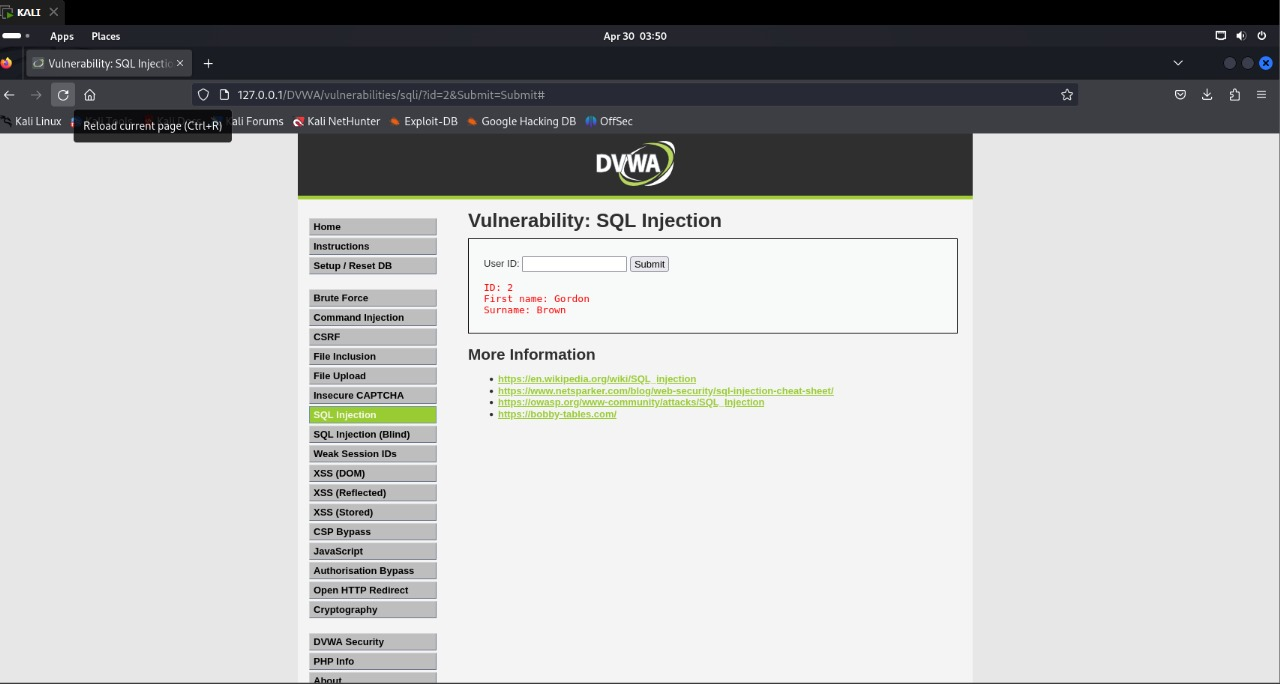 KALI
Apps Places Apr 30 03:50
Vulnerability: SQL Injectio
127.0.0.1/DVWA/vulnerabilities/sqli/?id=2&Submit=Submit#
Kali Linux Kali Forums Kali NetHunter Exploit-DB Google Hacking DB OffSec
Reload current page (Ctrl+R)
DVWA
Home
Instructions
Setup / Reset DB
Brute Force
Command Injection
CSRF
File Inclusion
File Upload
Insecure CAPTCHA
SQL Injection
SQL Injection (Blind)
Weak Session IDs
XSS (DOM)
XSS (Reflected)
XSS (Stored)
CSP Bypass
JavaScript
Authorisation Bypass
Open HTTP Redirect
Cryptography
DVWA Security
PHP Info
About
Vulnerability: SQL Injection
User ID: Submit
ID: 2
First name: Gordon
Surname: Brown
More Information
https://en.wikipedia.org/wiki/SQL_injection
https://www.netsparker.com/blog/web-security/sql-injection-cheat-sheet/
https://owasp.org/www-community/attacks/SQL_Injection
https://bobby-tables.com/